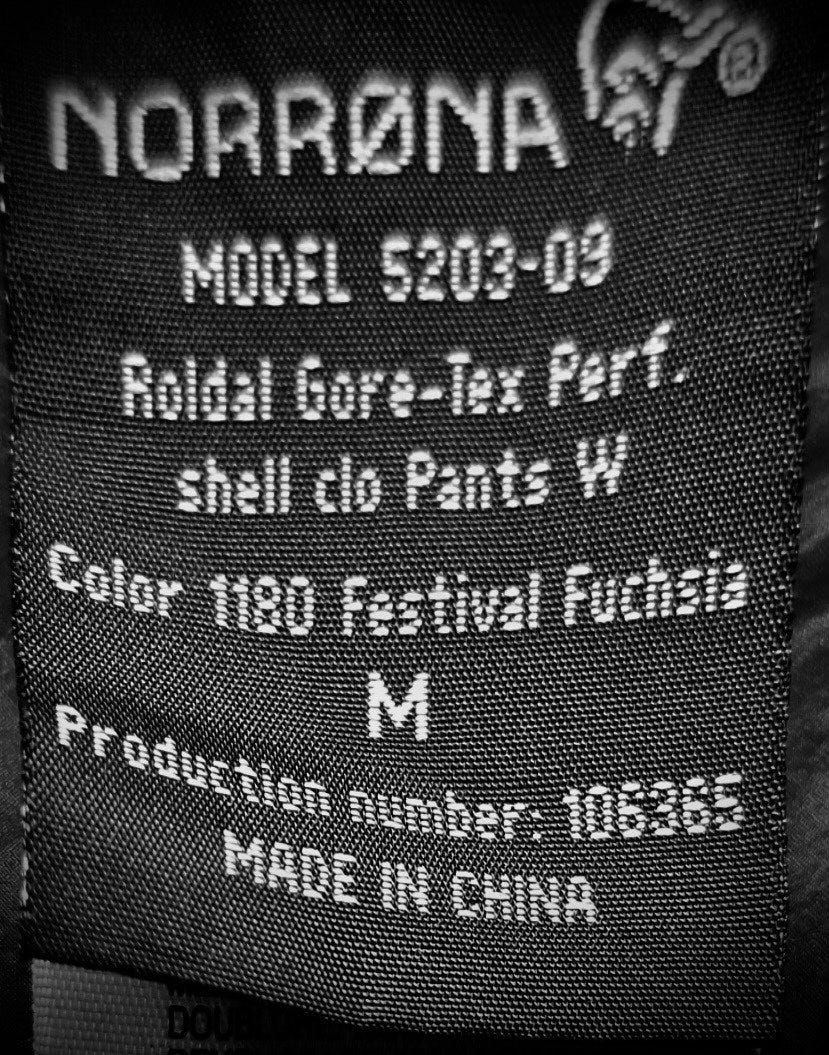 NORRØNA ®
MODEL 5203-09
Roldal Gore-Tex Perf.
shell clo Pants W
Color 1180 Festival Fuchsia
M
Production number: 106365
MADE IN CHINA